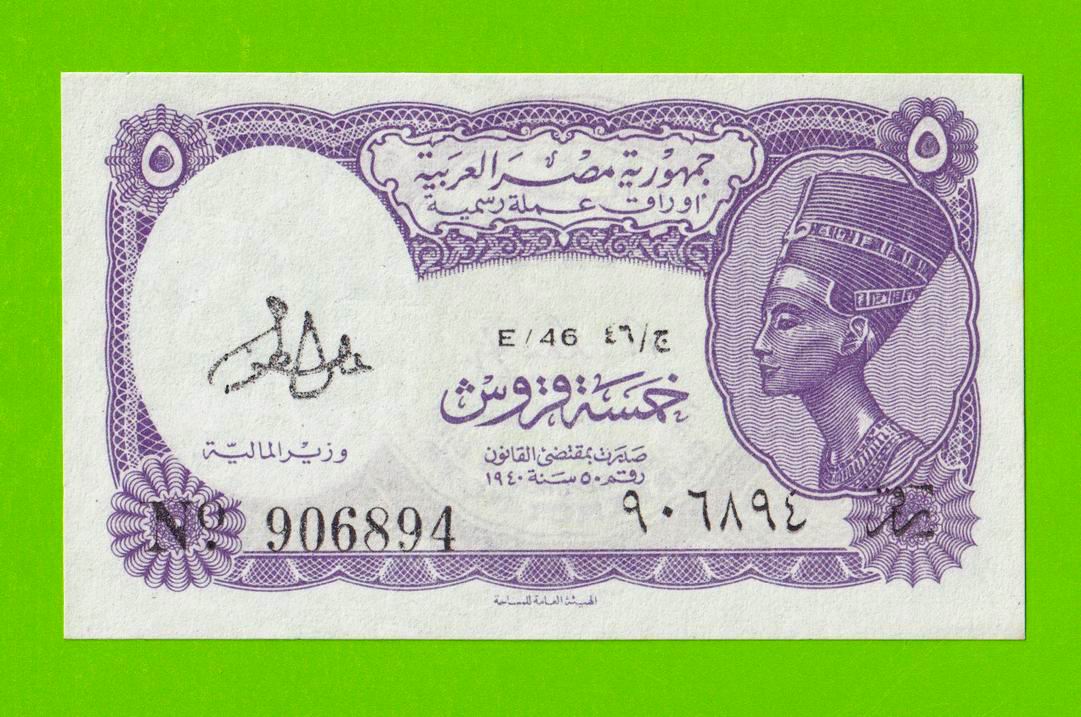 ٥
٥
جمهورية مصر العربية
اوراق عملة رسمية
E/46 ج/٤٦
خمسة قروش
وزير المالية
صدرت بمقتضى القانون
رقم ٥٠ سنة ١٩٤٠
Nº 906894
٩٠٦٨٩٤
الهيئة العامة للمساحة